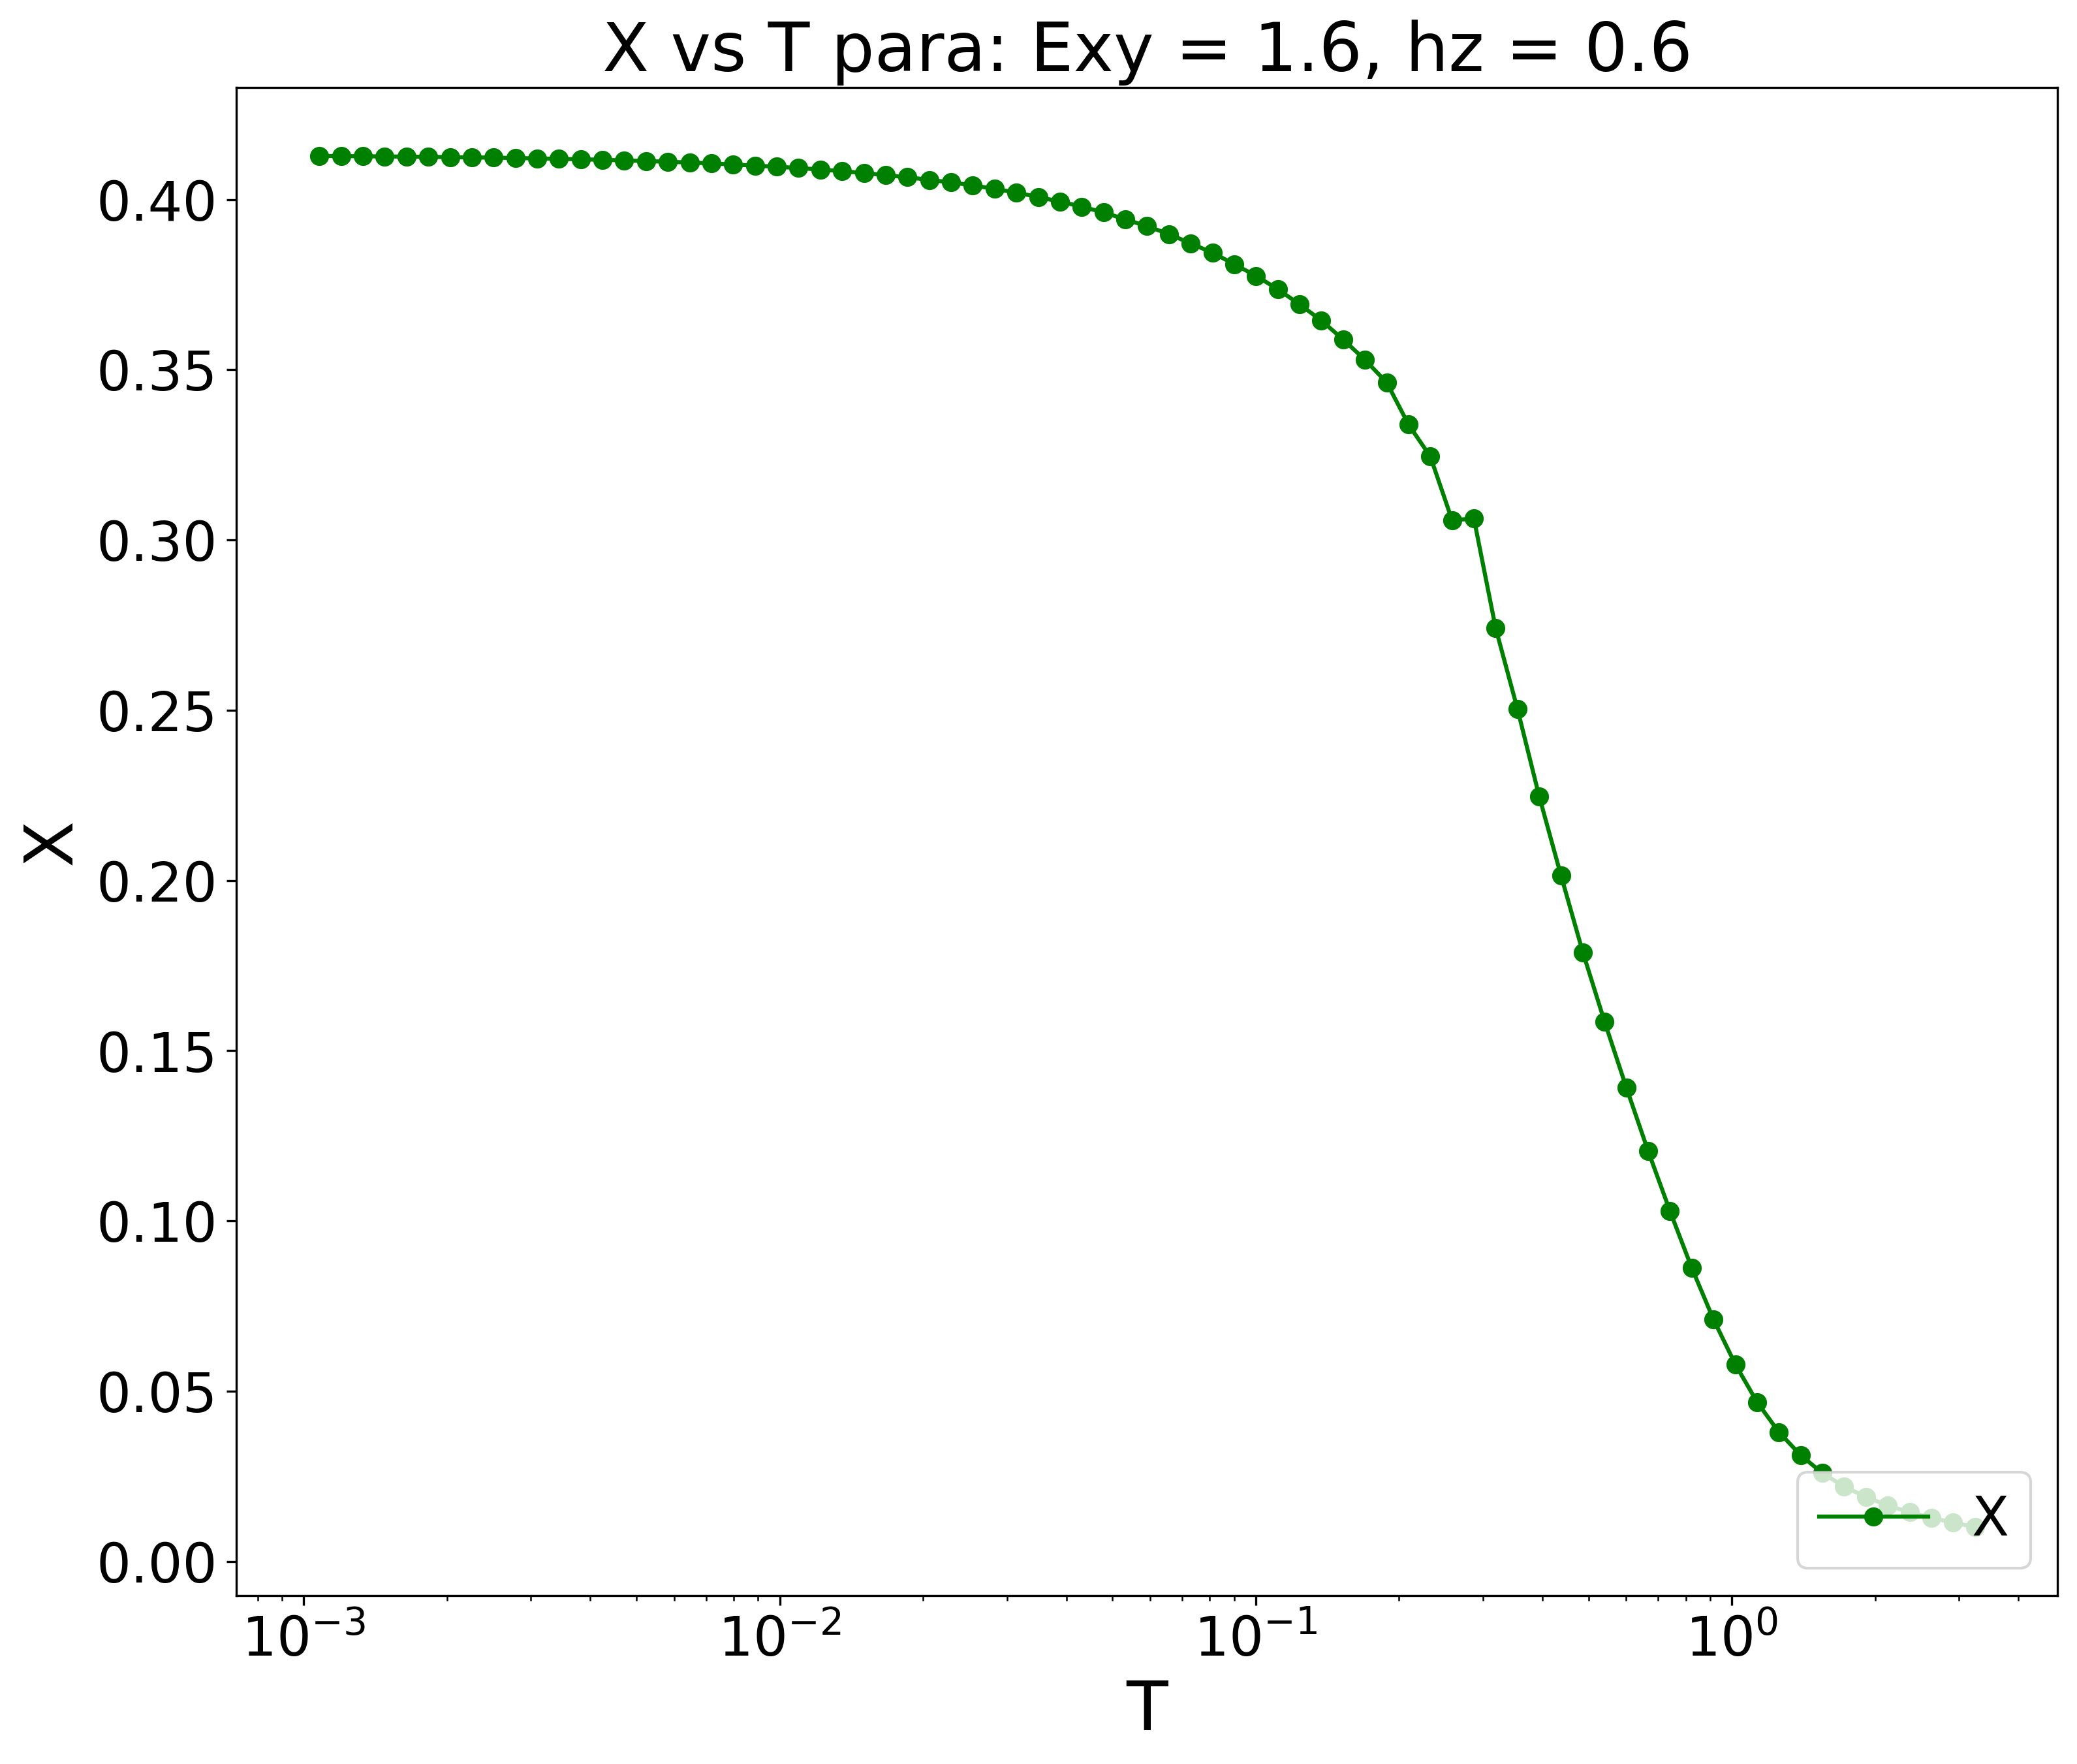 X vs T para: Exy = 1.6, hz = 0.6
X
0.40
0.35
0.30
0.25
0.20
0.15
0.10
0.05
0.00
X
10⁻³ 10⁻² 10⁻¹ 10⁰
T